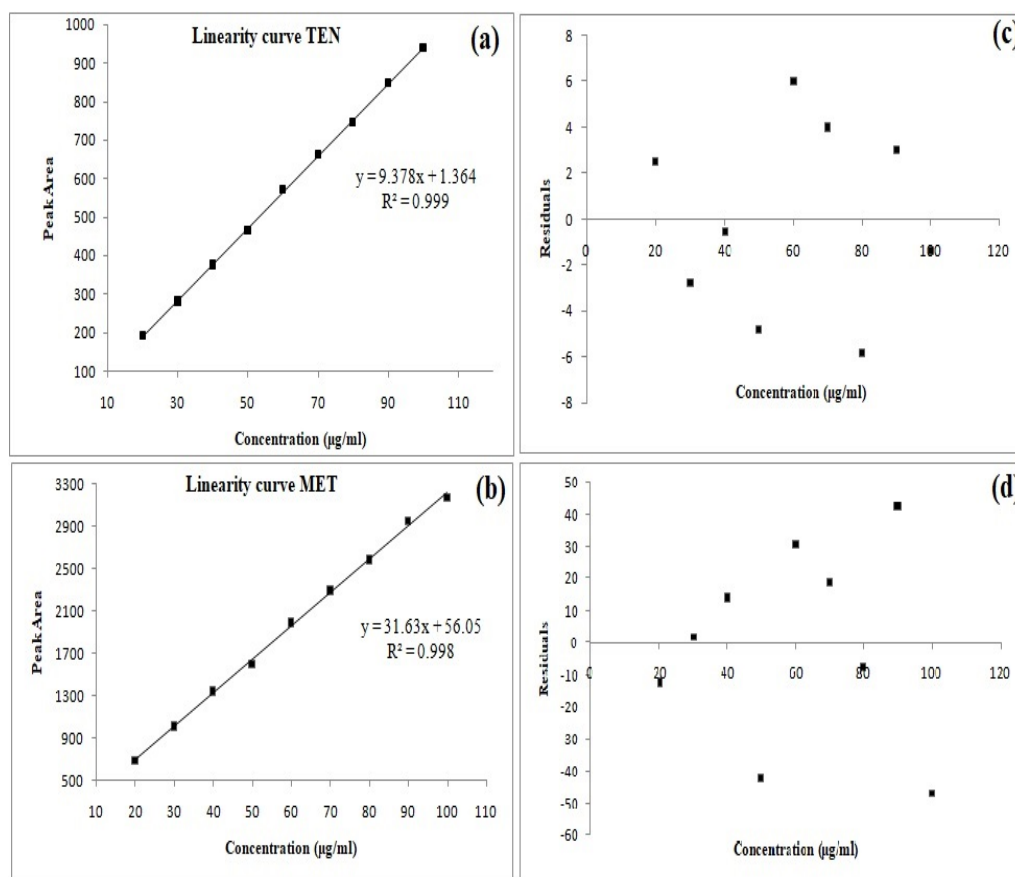 Linearity curve TEN
(a)
1000
900
800
700
600
500
400
300
200
100
Peak Area
y = 9.378x + 1.364
R² = 0.999
10 30 50 70 90 110
Concentration (µg/ml)
(c)
8
6
4
2
0
-2
-4
-6
-8
Residuals
0 20 40 60 80 100 120
Concentration (µg/ml)
Linearity curve MET
(b)
3300
2900
2500
2100
1700
1300
900
500
Peak Area
y = 31.63x + 56.05
R² = 0.998
10 20 30 40 50 60 70 80 90 100 110
Concentration (µg/ml)
(d)
50
40
30
20
10
0
-10
-20
-30
-40
-50
-60
Residuals
0 20 40 60 80 100 120
Concentration (µg/ml)